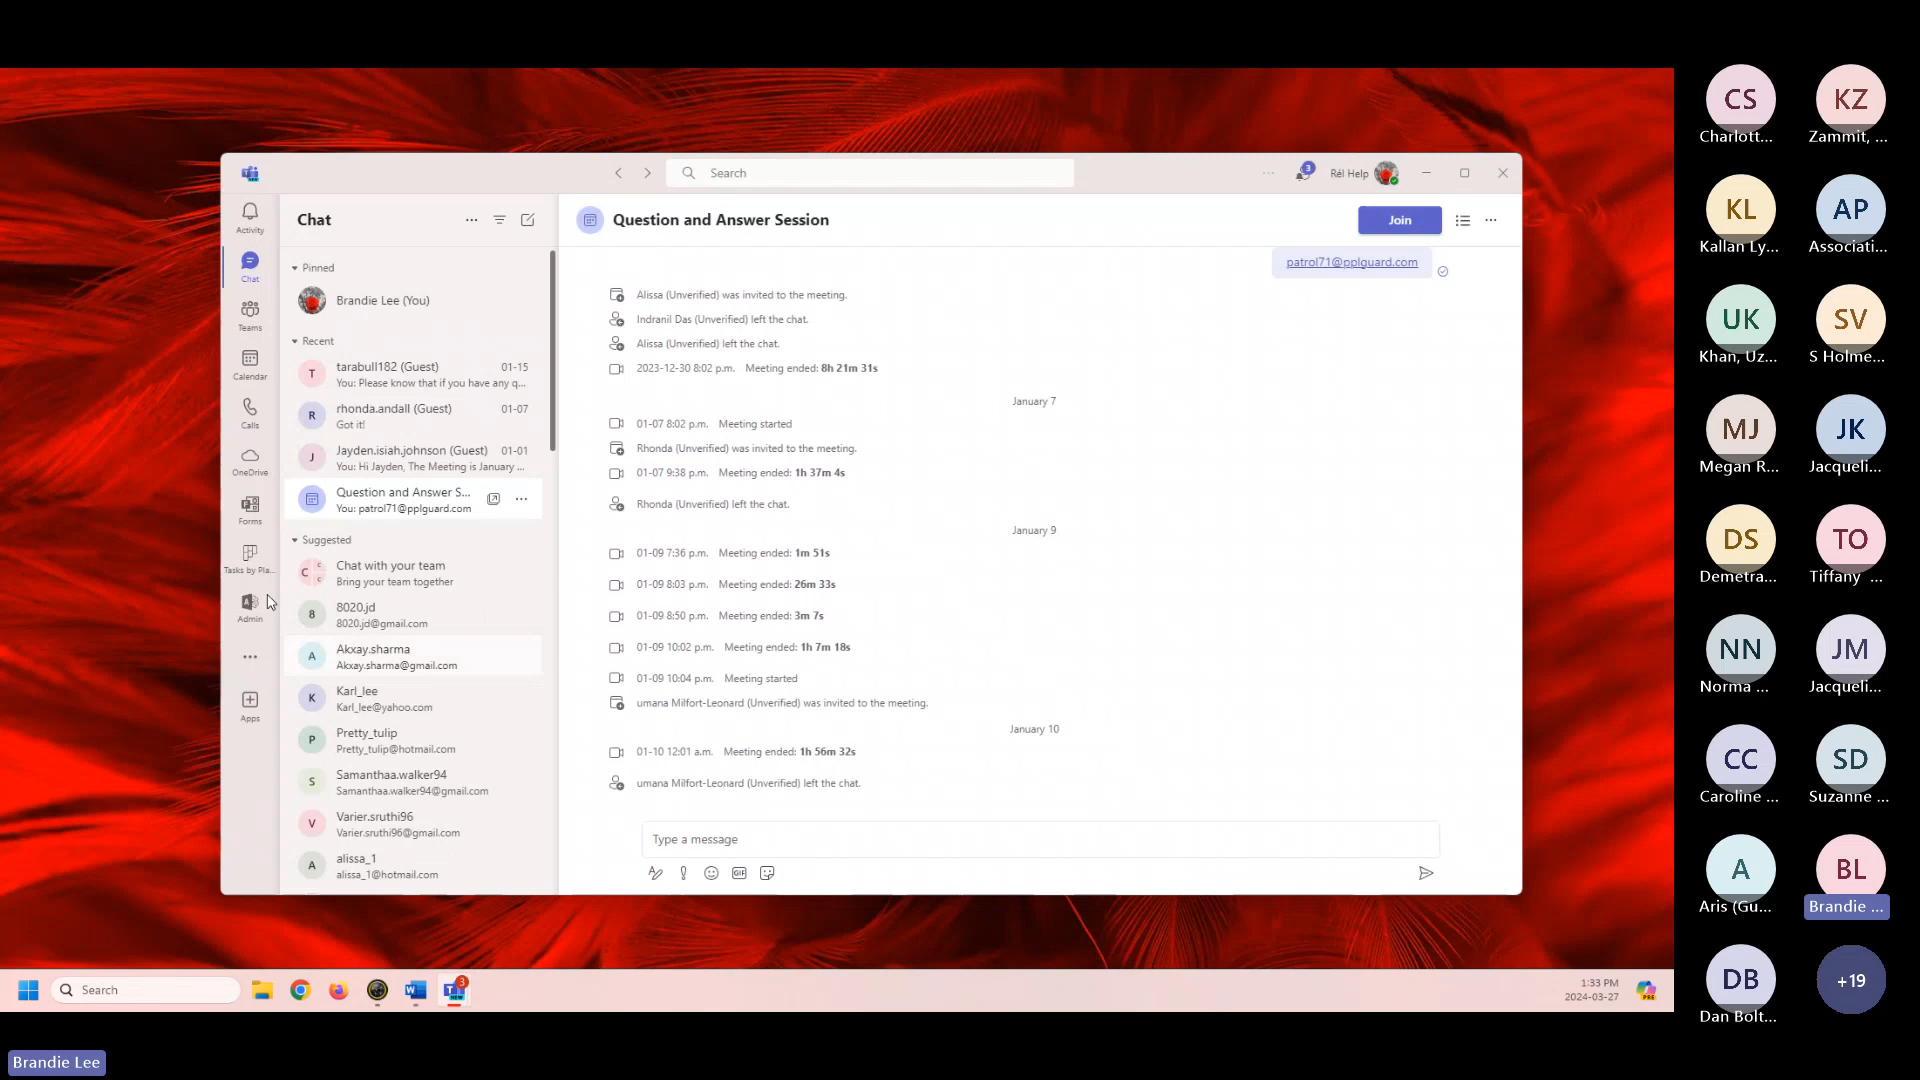 Search
3
Rél Help
Activity
Chat
Teams
Calendar
Calls
OneDrive
Forms
Tasks by Pla...
Admin
Apps
Chat
Pinned
Brandie Lee (You)
Recent
T
tarabull182 (Guest)
01-15
You: Please know that if you have any q...
R
rhonda.andall (Guest)
01-07
Got it!
J
Jayden.isiah.johnson (Guest)
01-01
You: Hi Jayden, The Meeting is January ...
Question and Answer S...
You: patrol71@pplguard.com
Suggested
C
c
c
Chat with your team
Bring your team together
8
8020.jd
8020.jd@gmail.com
A
Akxay.sharma
Akxay.sharma@gmail.com
K
Karl_lee
Karl_lee@yahoo.com
P
Pretty_tulip
Pretty_tulip@hotmail.com
S
Samanthaa.walker94
Samanthaa.walker94@gmail.com
V
Varier.sruthi96
Varier.sruthi96@gmail.com
A
alissa_1
alissa_1@hotmail.com
Question and Answer Session
Join
patrol71@pplguard.com
Alissa (Unverified) was invited to the meeting.
Indranil Das (Unverified) left the chat.
Alissa (Unverified) left the chat.
2023-12-30 8:02 p.m. Meeting ended: 8h 21m 31s
January 7
01-07 8:02 p.m. Meeting started
Rhonda (Unverified) was invited to the meeting.
01-07 9:38 p.m. Meeting ended: 1h 37m 4s
Rhonda (Unverified) left the chat.
January 9
01-09 7:36 p.m. Meeting ended: 1m 51s
01-09 8:03 p.m. Meeting ended: 26m 33s
01-09 8:50 p.m. Meeting ended: 3m 7s
01-09 10:02 p.m. Meeting ended: 1h 7m 18s
01-09 10:04 p.m. Meeting started
umana Milfort-Leonard (Unverified) was invited to the meeting.
January 10
01-10 12:01 a.m. Meeting ended: 1h 56m 32s
umana Milfort-Leonard (Unverified) left the chat.
Type a message
GIF
Search
3
NEW
1:33 PM
2024-03-27
PRE
Brandie Lee
CS
Charlott...
KZ
Zammit, ...
KL
Kallan Ly...
AP
Associati...
UK
Khan, Uz...
SV
S Holme...
MJ
Megan R...
JK
Jacqueli...
DS
Demetra...
TO
Tiffany ...
NN
Norma ...
JM
Jacqueli...
CC
Caroline ...
SD
Suzanne ...
A
Aris (Gu...
BL
Brandie ...
DB
Dan Bolt...
+19